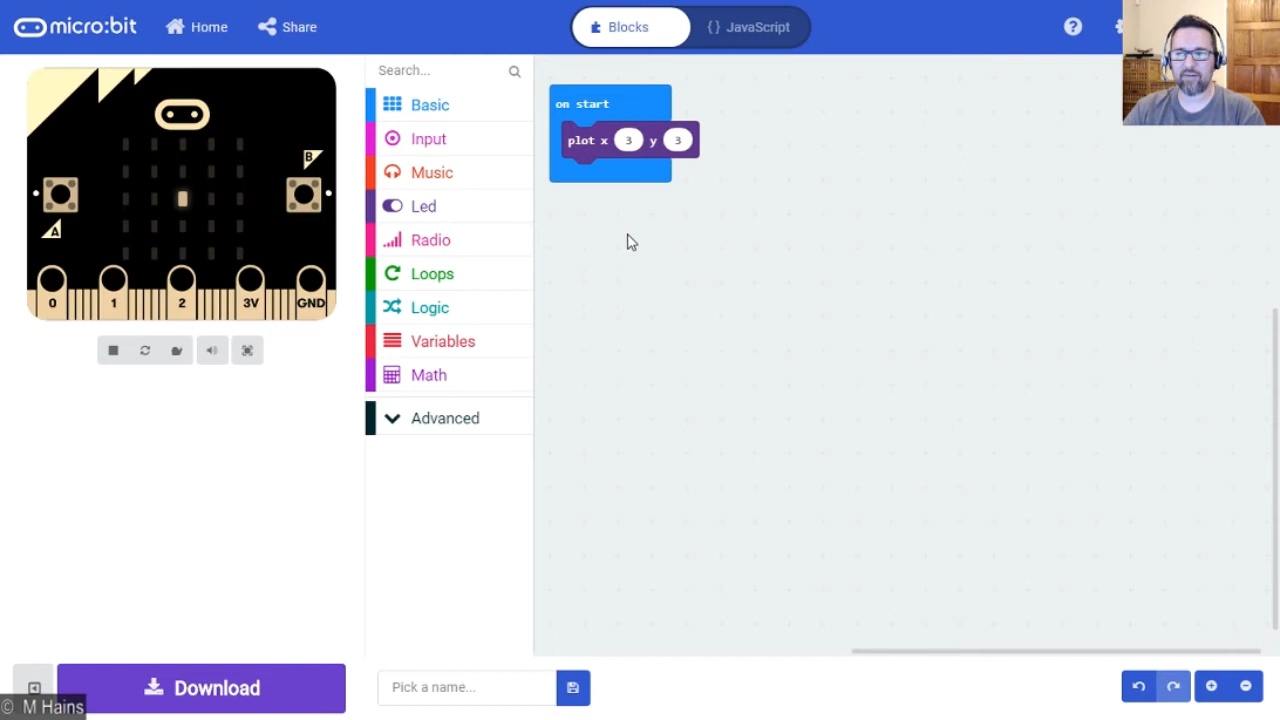 micro:bit
Home
Share
Blocks
{ } JavaScript
?
B
A
0 1 2 3V GND
Search...
Basic
Input
Music
Led
Radio
Loops
Logic
Variables
Math
Advanced
on start
plot x 3 y 3
Download
Pick a name...
© M Hains